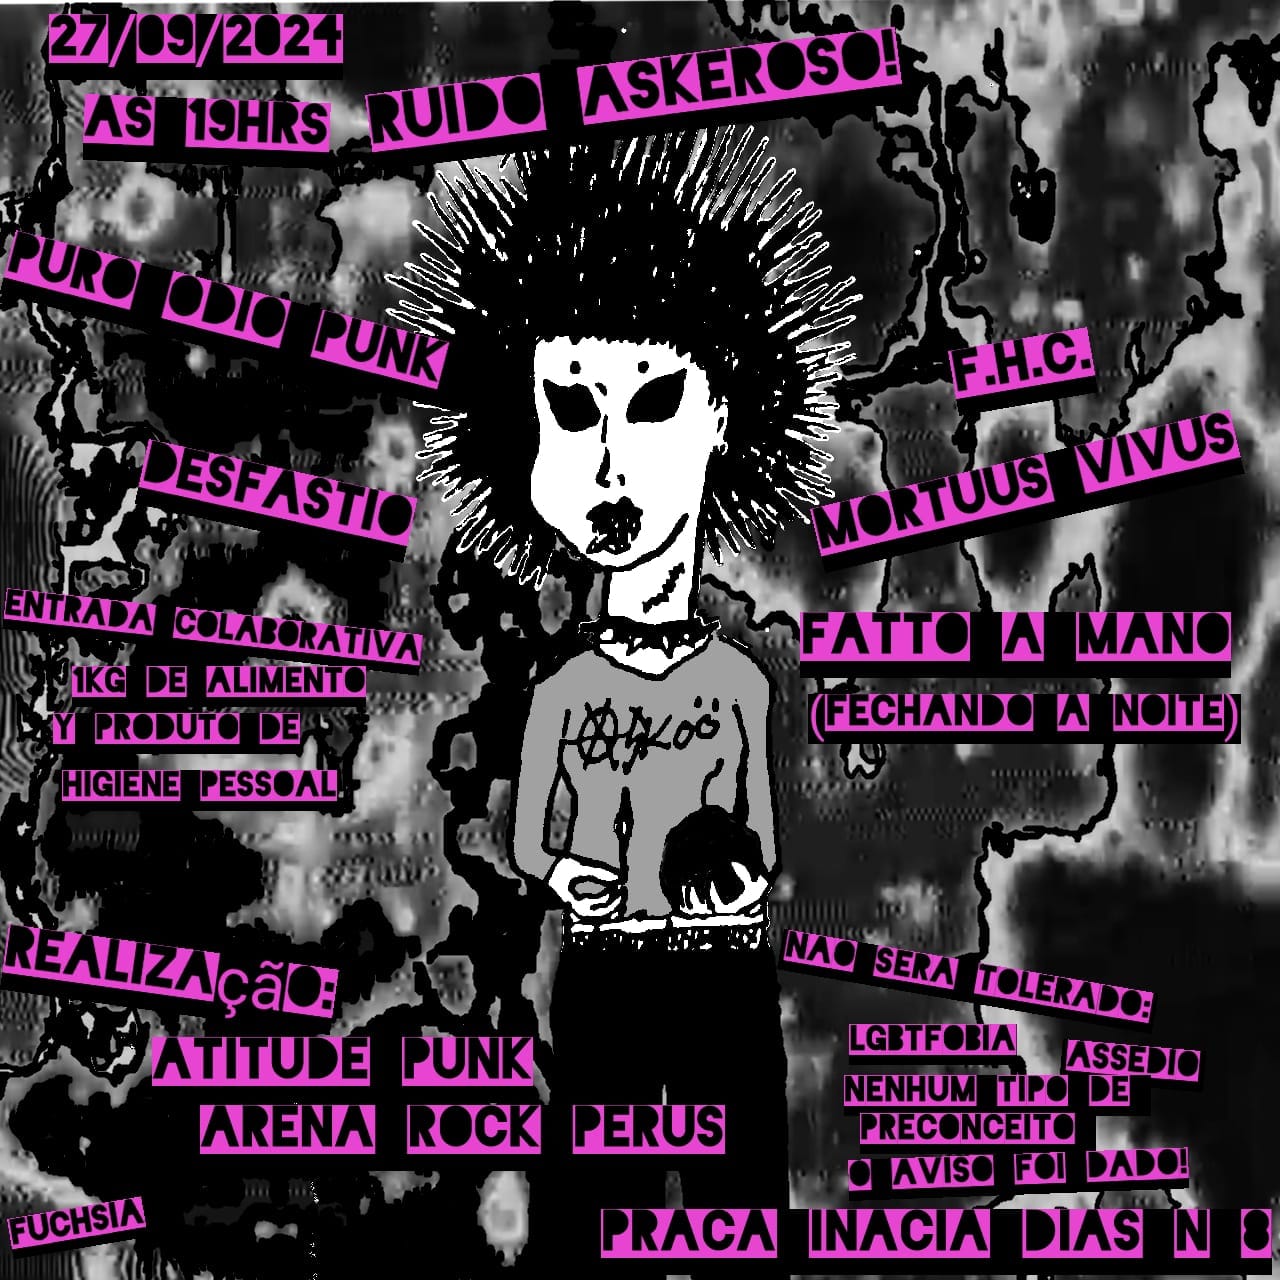 27/09/2024
AS 19HRS
RUIDO ASKEROSO!
PURO ODIO PUNK
F.H.C.
DESFASTIO
MORTUUS VIVUS
ENTRADA COLABORATIVA
1KG DE ALIMENTO
Y PRODUTO DE
HIGIENE PESSOAL
FATTO A MANO
(FECHANDO A NOITE)
REALIZAÇÃO:
ATITUDE PUNK
ARENA ROCK PERUS
NAO SERA TOLERADO:
LGBTFOBIA
ASSEDIO
NENHUM TIPO DE
PRECONCEITO
O AVISO FOI DADO!
FUCHSIA
PRACA INACIA DIAS N 8